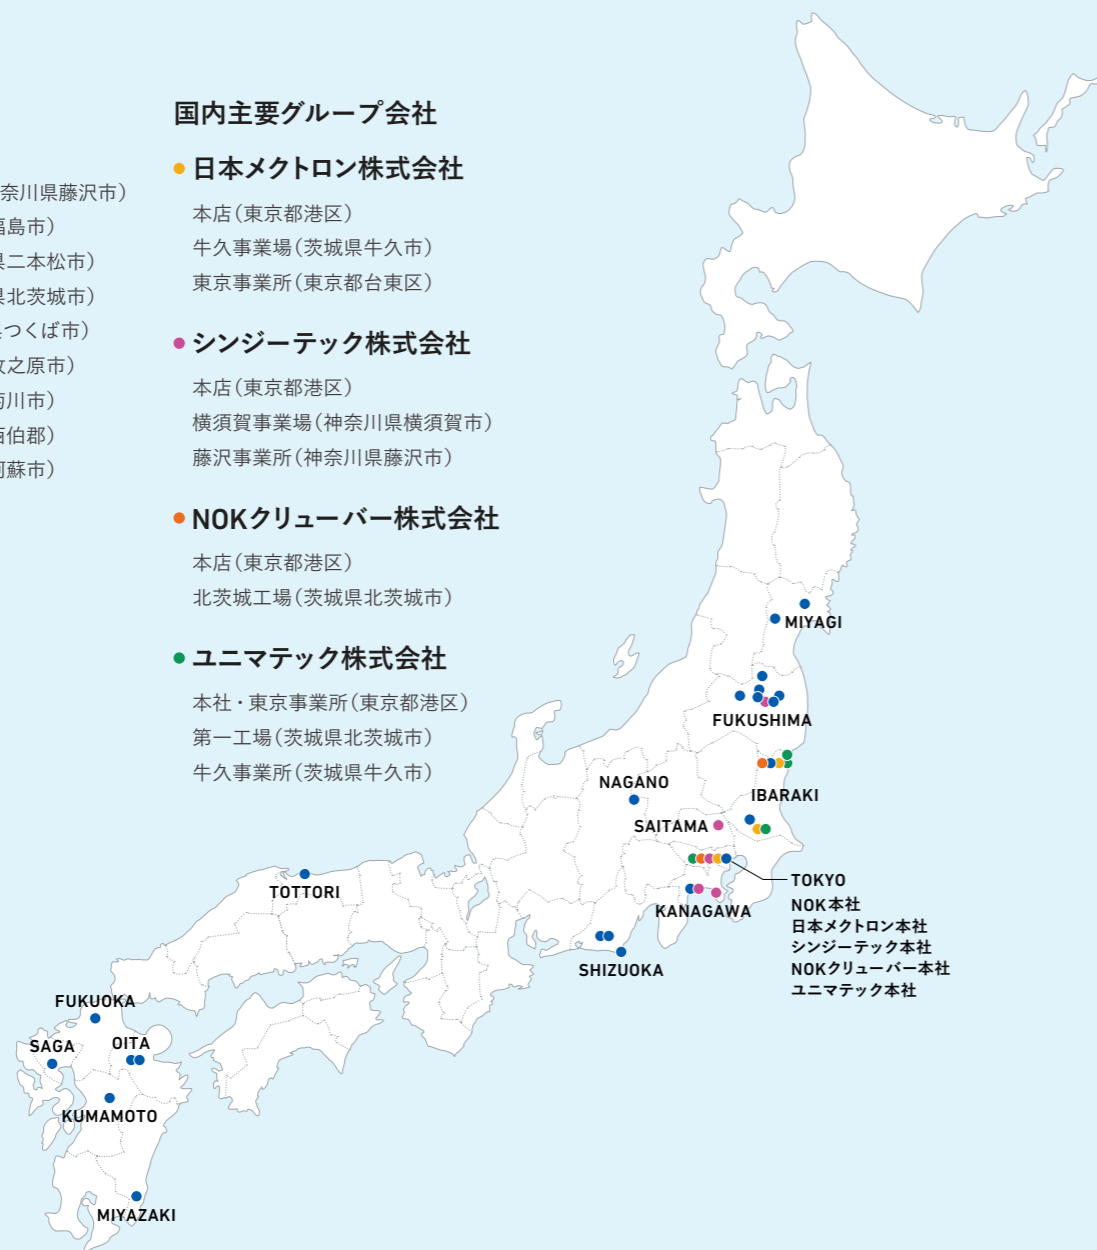 奈川県藤沢市）
福島市）
県二本松市）
県北茨城市）
つくば市）
牧之原市）
菊川市）
西伯郡）
阿蘇市）
国内主要グループ会社
日本メクトロン株式会社
本店（東京都港区）
牛久事業場（茨城県牛久市）
東京事業所（東京都台東区）
シンジーテック株式会社
本店（東京都港区）
横須賀事業場（神奈川県横須賀市）
藤沢事業所（神奈川県藤沢市）
NOKクリューバー株式会社
本店（東京都港区）
北茨城工場（茨城県北茨城市）
ユニマテック株式会社
本社・東京事業所（東京都港区）
第一工場（茨城県北茨城市）
牛久事業所（茨城県牛久市）
MIYAGI
FUKUSHIMA
NAGANO
IBARAKI
SAITAMA
TOKYO
NOK本社
日本メクトロン本社
シンジーテック本社
NOKクリューバー本社
ユニマテック本社
KANAGAWA
SHIZUOKA
TOTTORI
FUKUOKA
SAGA
OITA
KUMAMOTO
MIYAZAKI